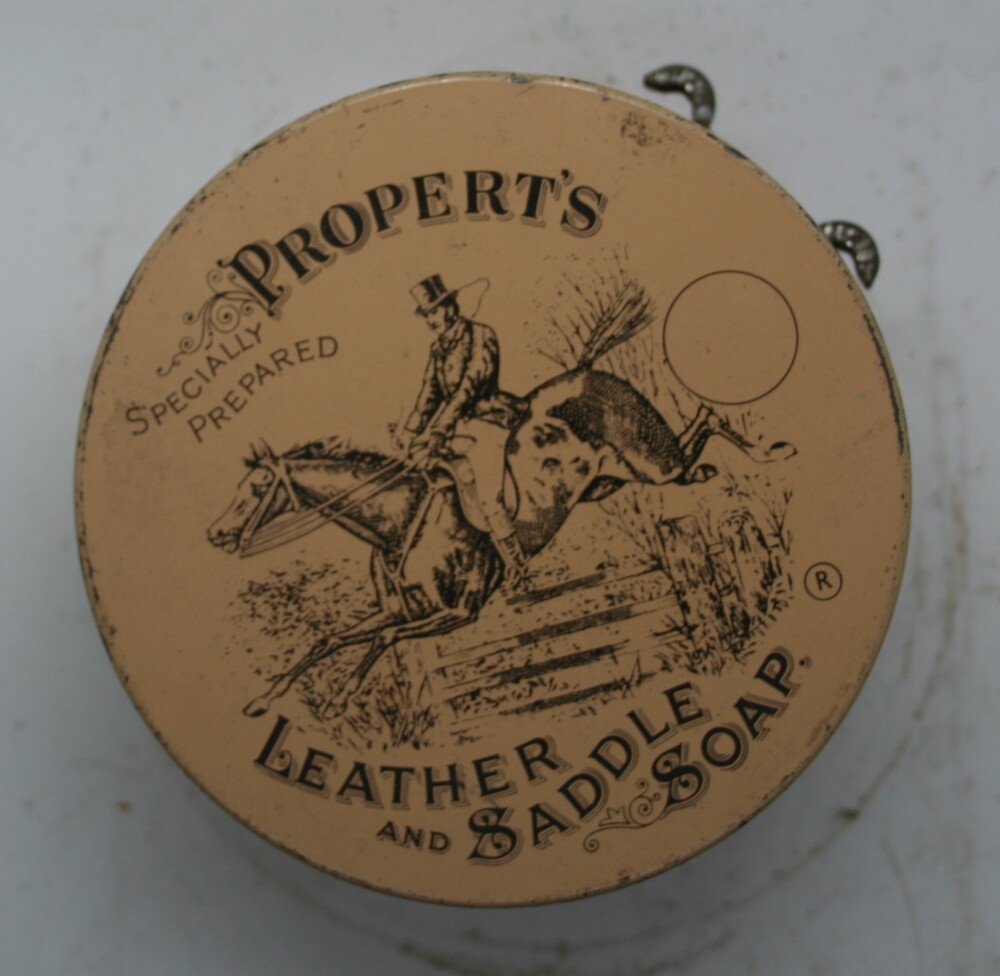 PROPERT'S
SPECIALLY
PREPARED
®
LEATHER
AND SADDLE
SOAP.